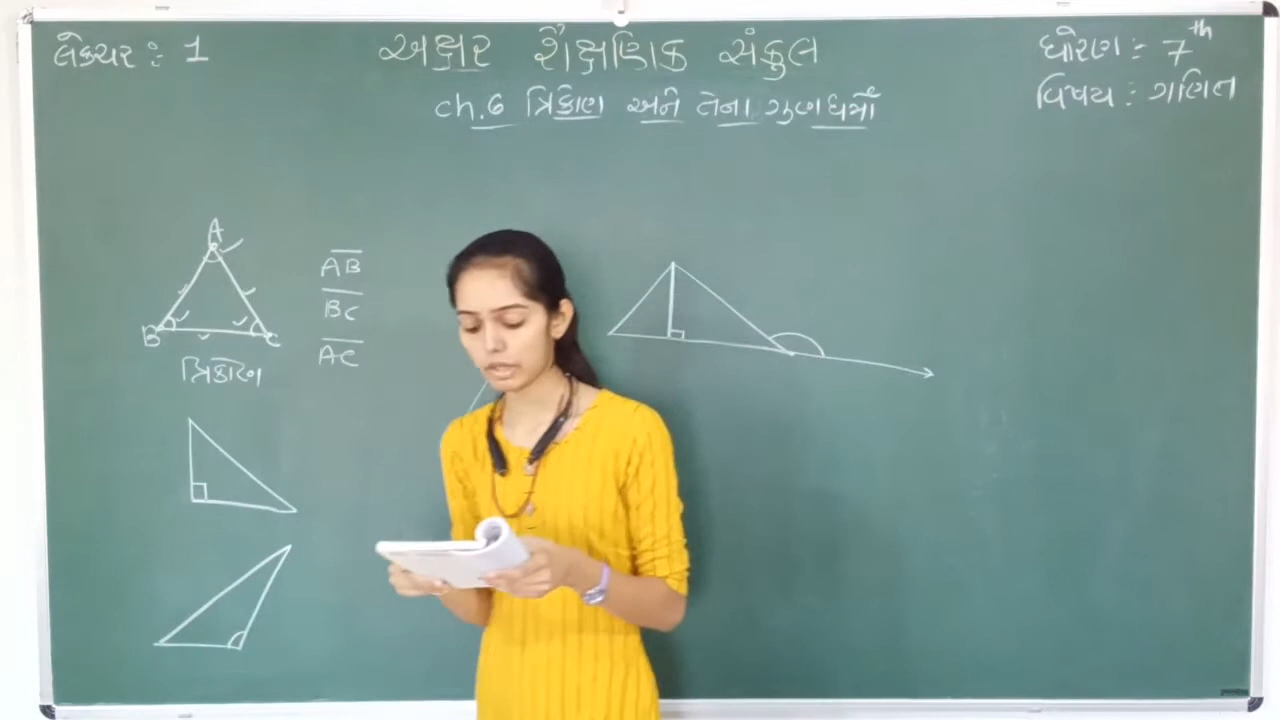 લેક્ચર : 1
અક્ષર શૈક્ષણિક સંકુલ
ધોરણ : 7th
ch.6 ત્રિકોણ અને તેના ગુણધર્મો
વિષય : ગણિત
A
B
C
ત્રિકોણ
AB
BC
AC